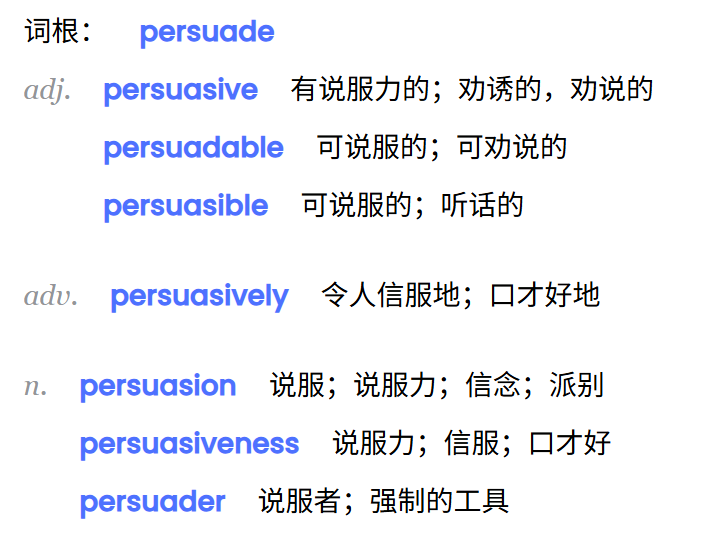 词根： persuade
adj. persuasive 有说服力的；劝诱的，劝说的
persuadable 可说服的；可劝说的
persuasible 可说服的；听话的
adv. persuasively 令人信服地；口才好地
n. persuasion 说服；说服力；信念；派别
persuasiveness 说服力；信服；口才好
persuader 说服者；强制的工具